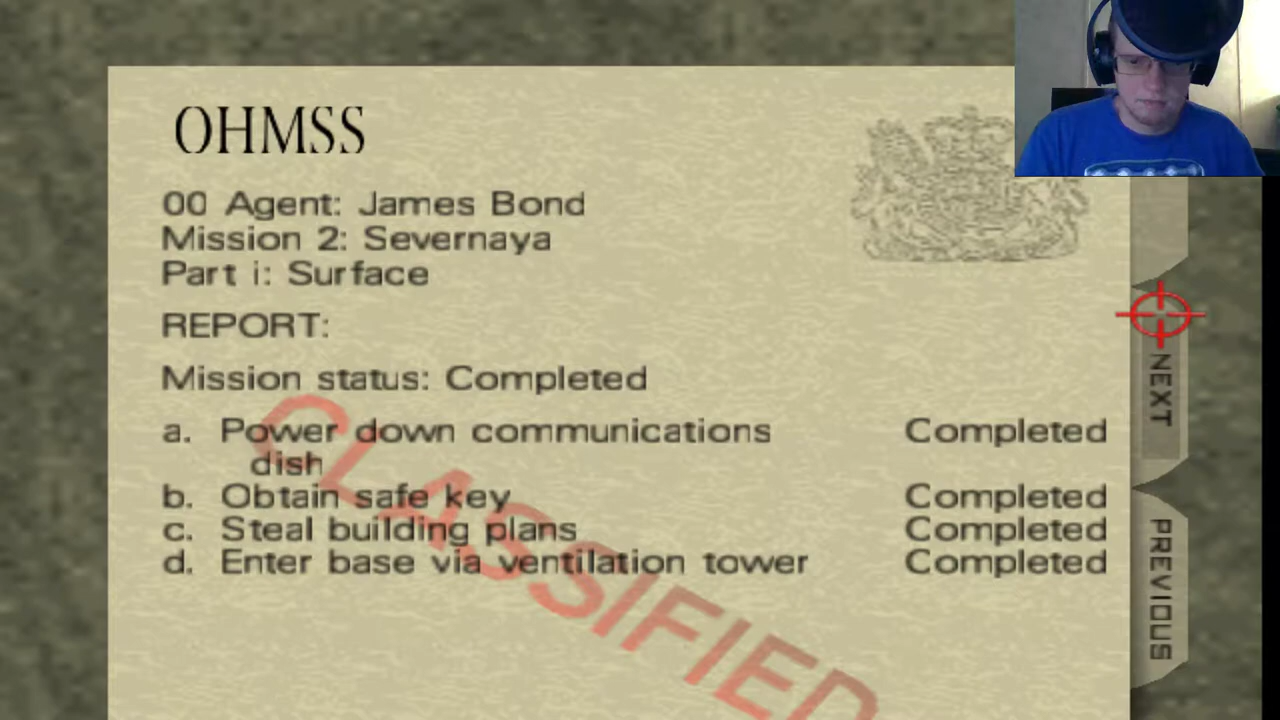 OHMSS
00 Agent: James Bond
Mission 2: Severnaya
Part i: Surface
REPORT:
Mission status: Completed
a. Power down communications Completed
dish
b. Obtain safe key Completed
c. Steal building plans Completed
d. Enter base via ventilation tower Completed
CLASSIFIED
NEXT
PREVIOUS